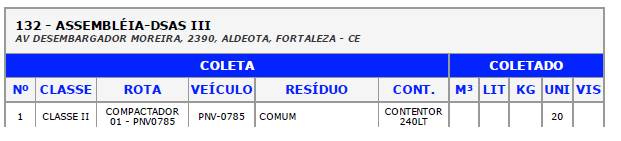 132 - ASSEMBLÉIA-DSAS III
AV DESEMBARGADOR MOREIRA, 2390, ALDEOTA, FORTALEZA - CE
COLETA COLETADO
Nº CLASSE ROTA VEÍCULO RESÍDUO CONT. M³ LIT KG UNI VIS
1 CLASSE II COMPACTADOR 01 - PNV0785 PNV-0785 COMUM CONTENTOR 240LT 20